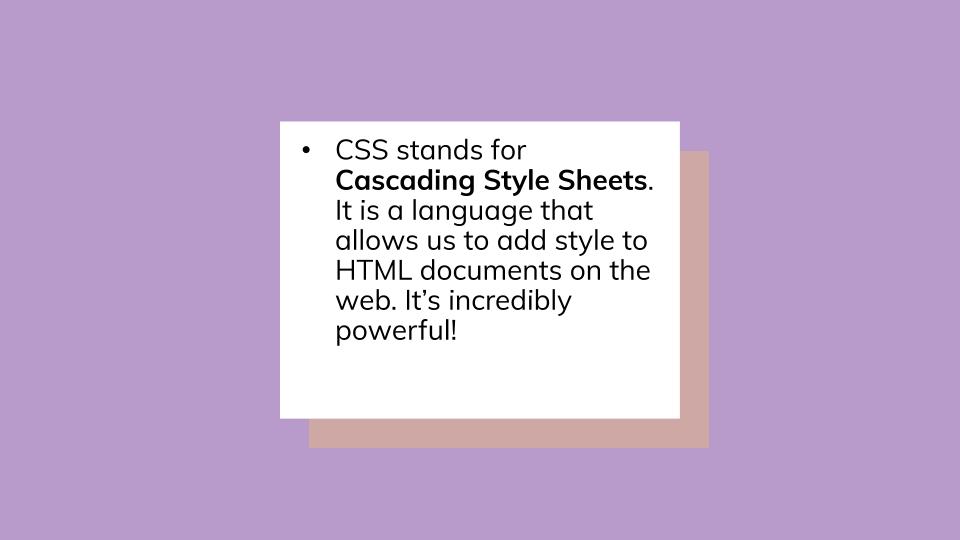 • CSS stands for
Cascading Style Sheets.
It is a language that
allows us to add style to
HTML documents on the
web. It’s incredibly
powerful!